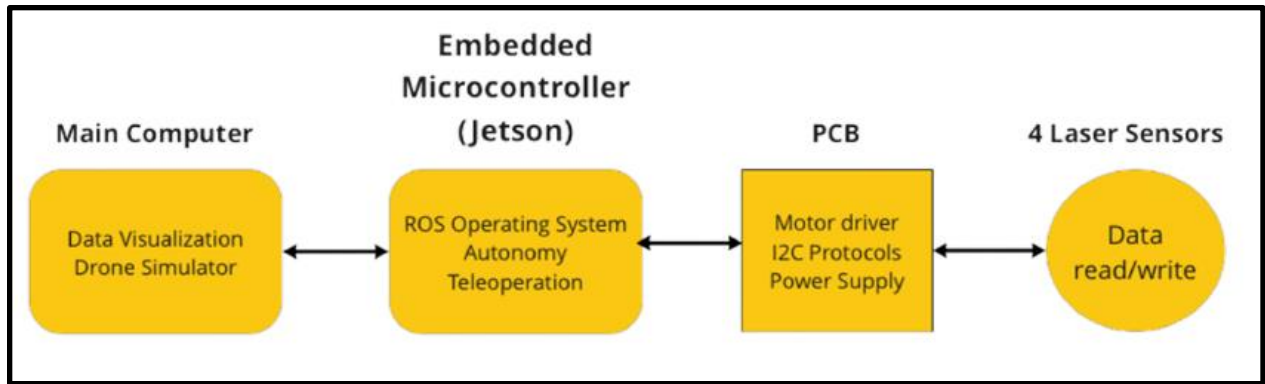 Main Computer
Data Visualization
Drone Simulator
Embedded
Microcontroller
(Jetson)
ROS Operating System
Autonomy
Teleoperation
PCB
Motor driver
I2C Protocols
Power Supply
4 Laser Sensors
Data
read/write